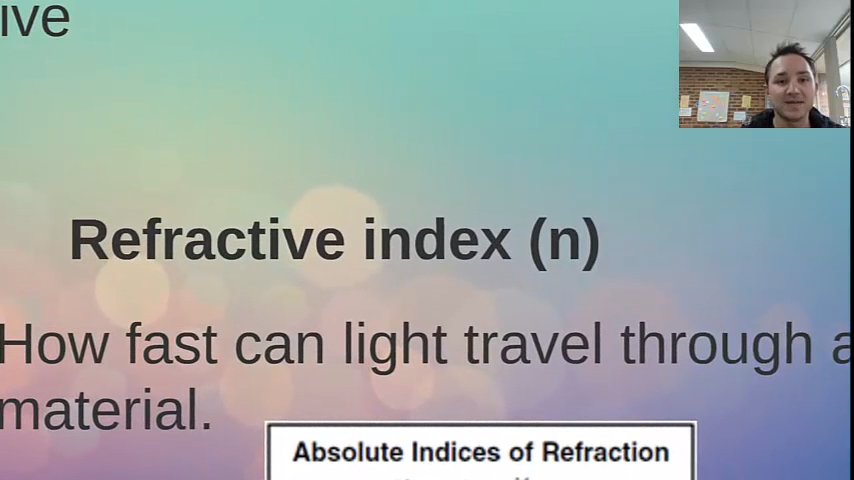 ive
Refractive index (n)
How fast can light travel through a
material.
Absolute Indices of Refraction